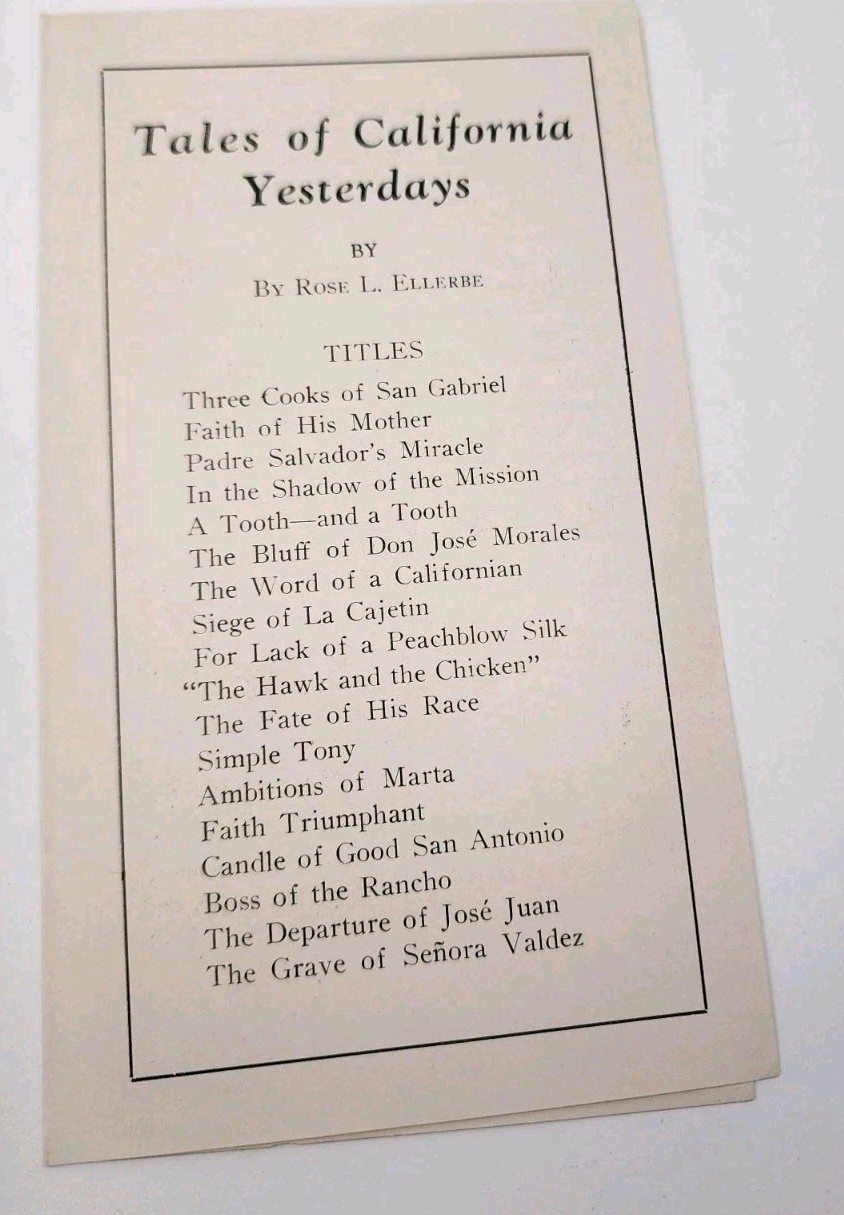 Tales of California
Yesterdays
BY
By Rose L. Ellerbe
TITLES
Three Cooks of San Gabriel
Faith of His Mother
Padre Salvador's Miracle
In the Shadow of the Mission
A Tooth—and a Tooth
The Bluff of Don José Morales
The Word of a Californian
Siege of La Cajetin
For Lack of a Peachblow Silk
“The Hawk and the Chicken”
The Fate of His Race
Simple Tony
Ambitions of Marta
Faith Triumphant
Candle of Good San Antonio
Boss of the Rancho
The Departure of José Juan
The Grave of Señora Valdez